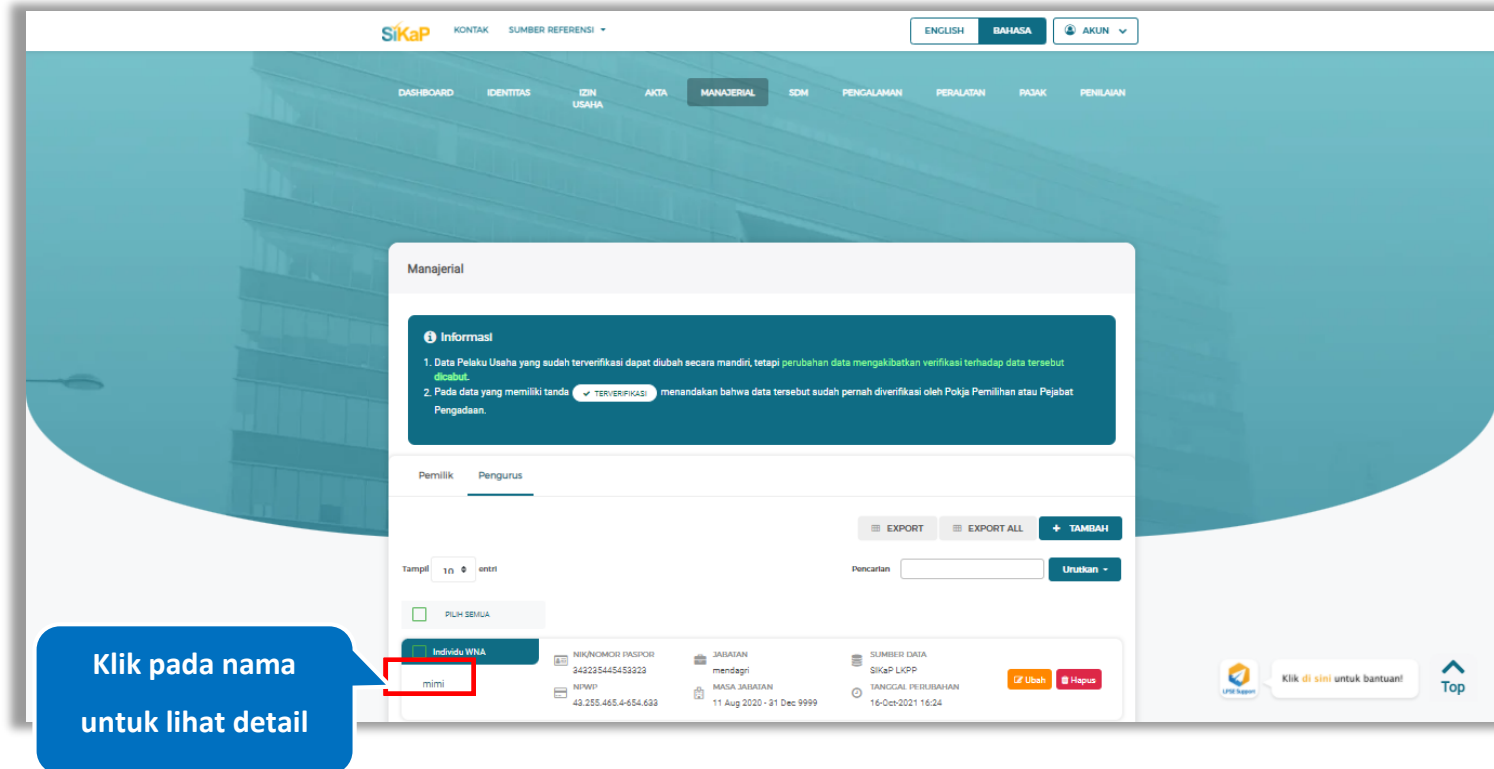 SiKaP KONTAK SUMBER REFERENSI ENGLISH BAHASA AKUN
DASHBOARD IDENTITAS IZIN USAHA AKTA MANAJERIAL SDM PENGALAMAN PERALATAN PAJAK PENILAIAN
Manajerial
Informasi
1. Data Pelaku Usaha yang sudah terverifikasi dapat diubah secara mandiri, tetapi perubahan data mengakibatkan verifikasi terhadap data tersebut
dicabut.
2. Pada data yang memiliki tanda TERVERIFIKASI menandakan bahwa data tersebut sudah pernah diverifikasi oleh Pokja Pemilihan atau Pejabat
Pengadaan.
Pemilik Pengurus
EXPORT EXPORT ALL + TAMBAH
Tampil 10 entri Pencarian Urutkan
PILIH SEMUA
Individu WNA
mimi
NIK/NOMOR PASPOR
343235445453323
NPWP
43.255.465.4-654.633
JABATAN
mendagri
MASA JABATAN
11 Aug 2020 - 31 Dec 9999
SUMBER DATA
SIKaP LKPP
TANGGAL PERUBAHAN
16-Oct-2021 16:24
Ubah Hapus
Klik pada nama
untuk lihat detail
LPSE Support
Klik di sini untuk bantuan!
Top